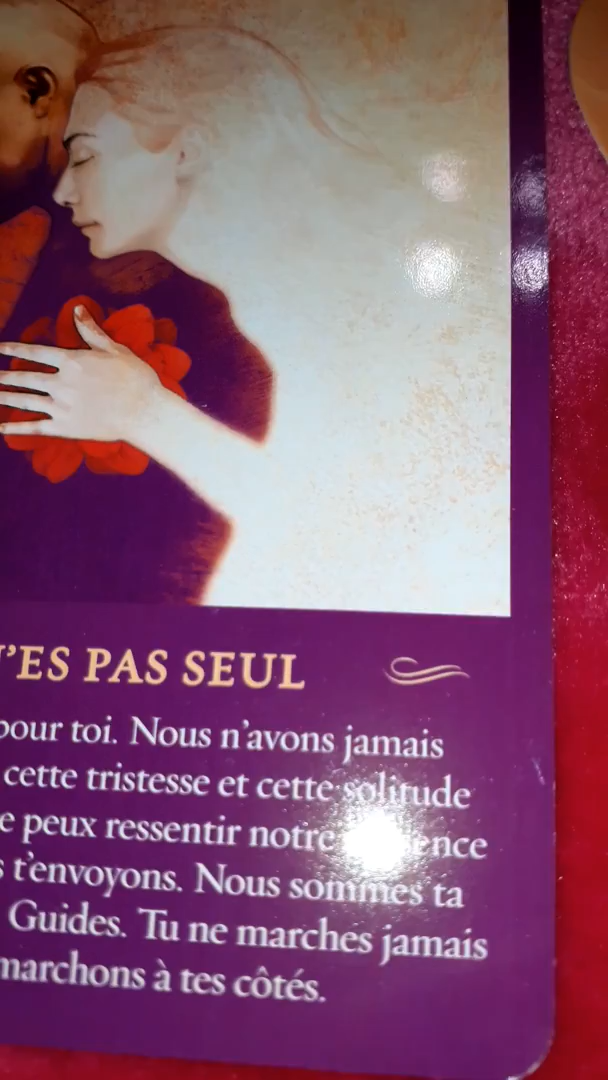 'ES PAS SEUL
pour toi. Nous n'avons jamais
cette tristesse et cette solitude
e peux ressentir notre
s t'envoyons. Nous sommes ta
Guides. Tu ne marches jamais
marchons à tes côtés.